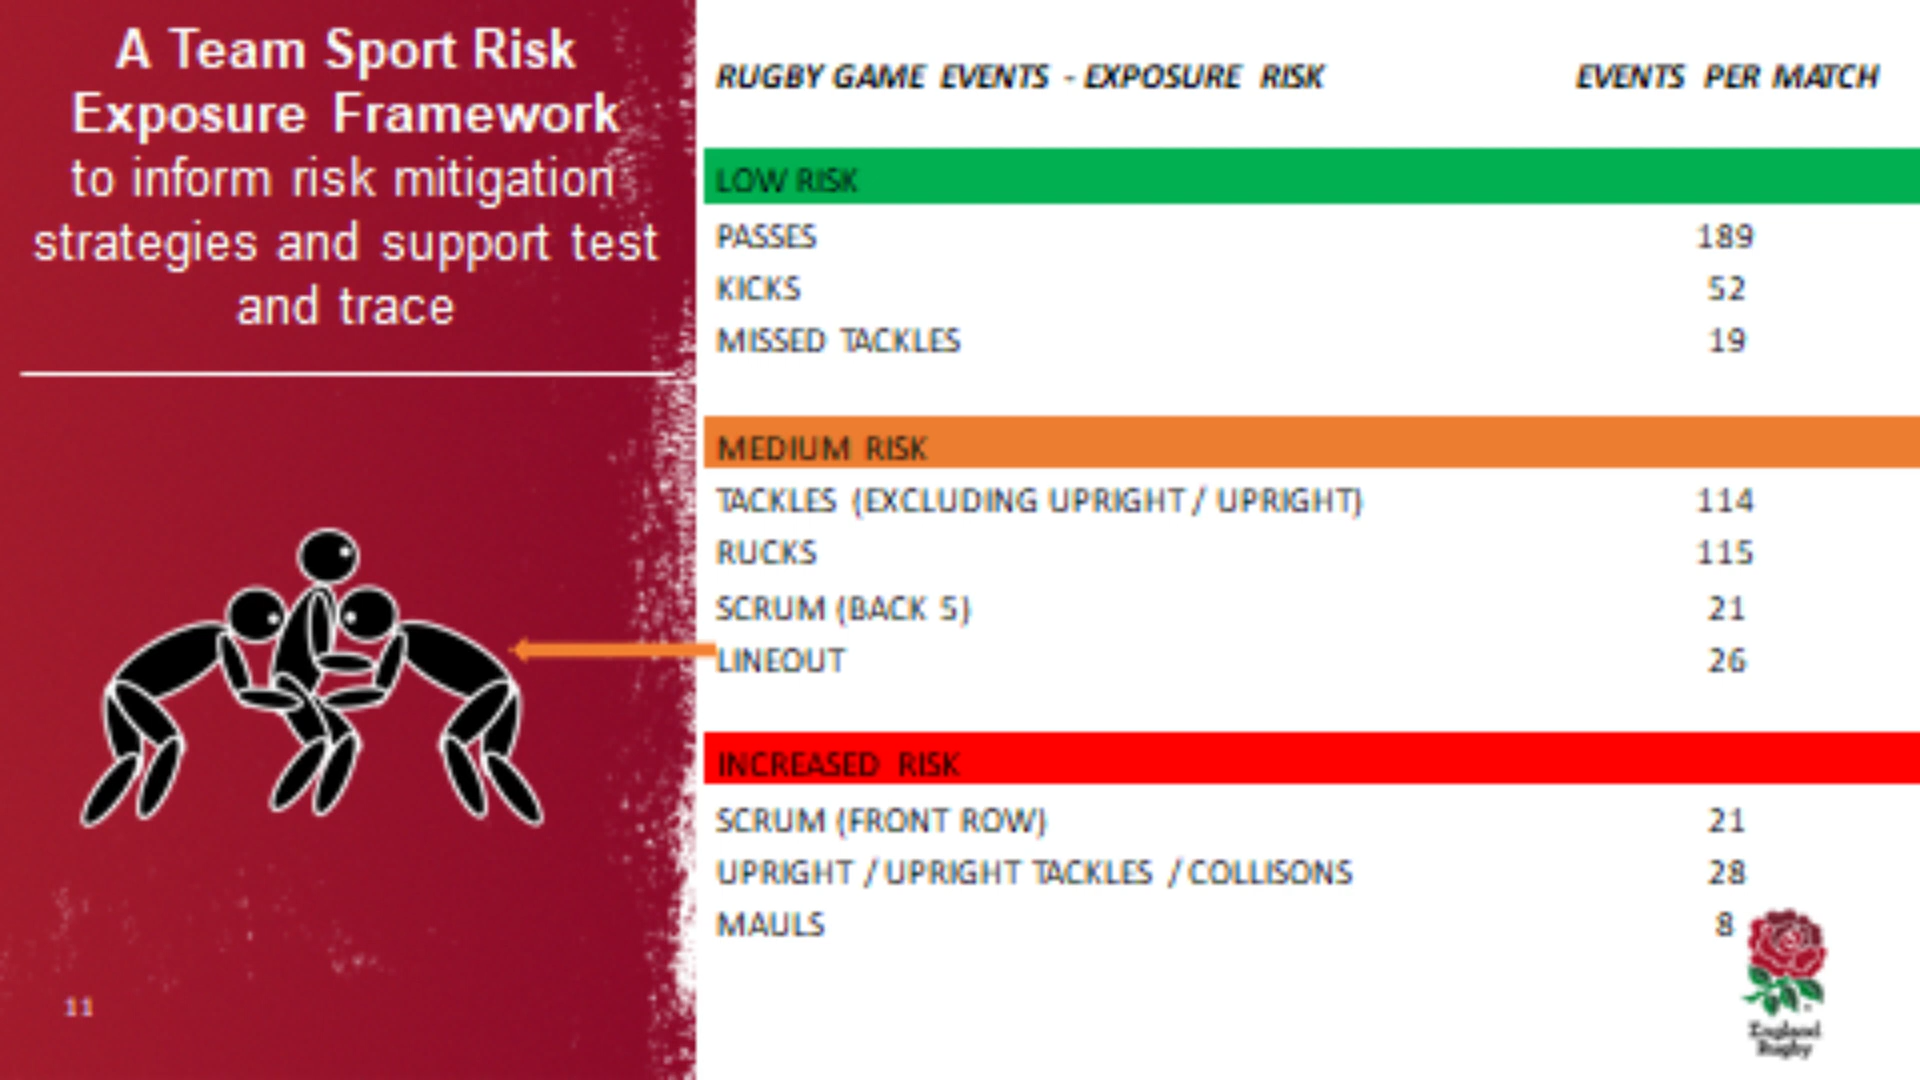 A Team Sport Risk
Exposure Framework
to inform risk mitigation
strategies and support test
and trace
11
RUGBY GAME EVENTS - EXPOSURE RISK EVENTS PER MATCH
LOW RISK
PASSES 189
KICKS 52
MISSED TACKLES 19
MEDIUM RISK
TACKLES (EXCLUDING UPRIGHT / UPRIGHT) 114
RUCKS 115
SCRUM (BACK 5) 21
LINEOUT 26
INCREASED RISK
SCRUM (FRONT ROW) 21
UPRIGHT / UPRIGHT TACKLES / COLLISONS 28
MAULS 8
England
Rugby